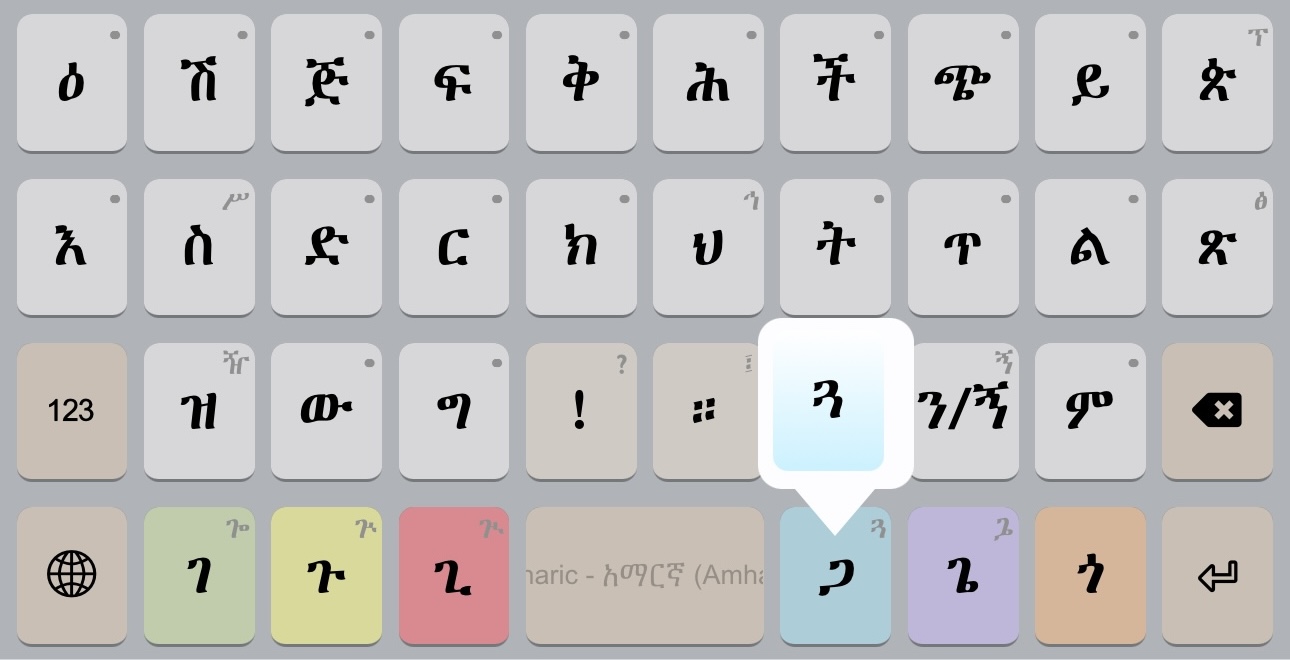 ዕ ሽ ጅ ፍ ቅ ሕ ች ጭ ይ ጵ ፕ
እ ስ ሥ ድ ር ክ ህ ኅ ት ጥ ል ጽ ፅ
123 ዝ ዥ ው ግ ! ? ። ፤ ጓ ን/ኝ ኝ ም
ገ ጐ ጉ ጕ ጊ ጒ aric - አማርኛ (Amha ጋ ጓ ጌ ጔ ጎ